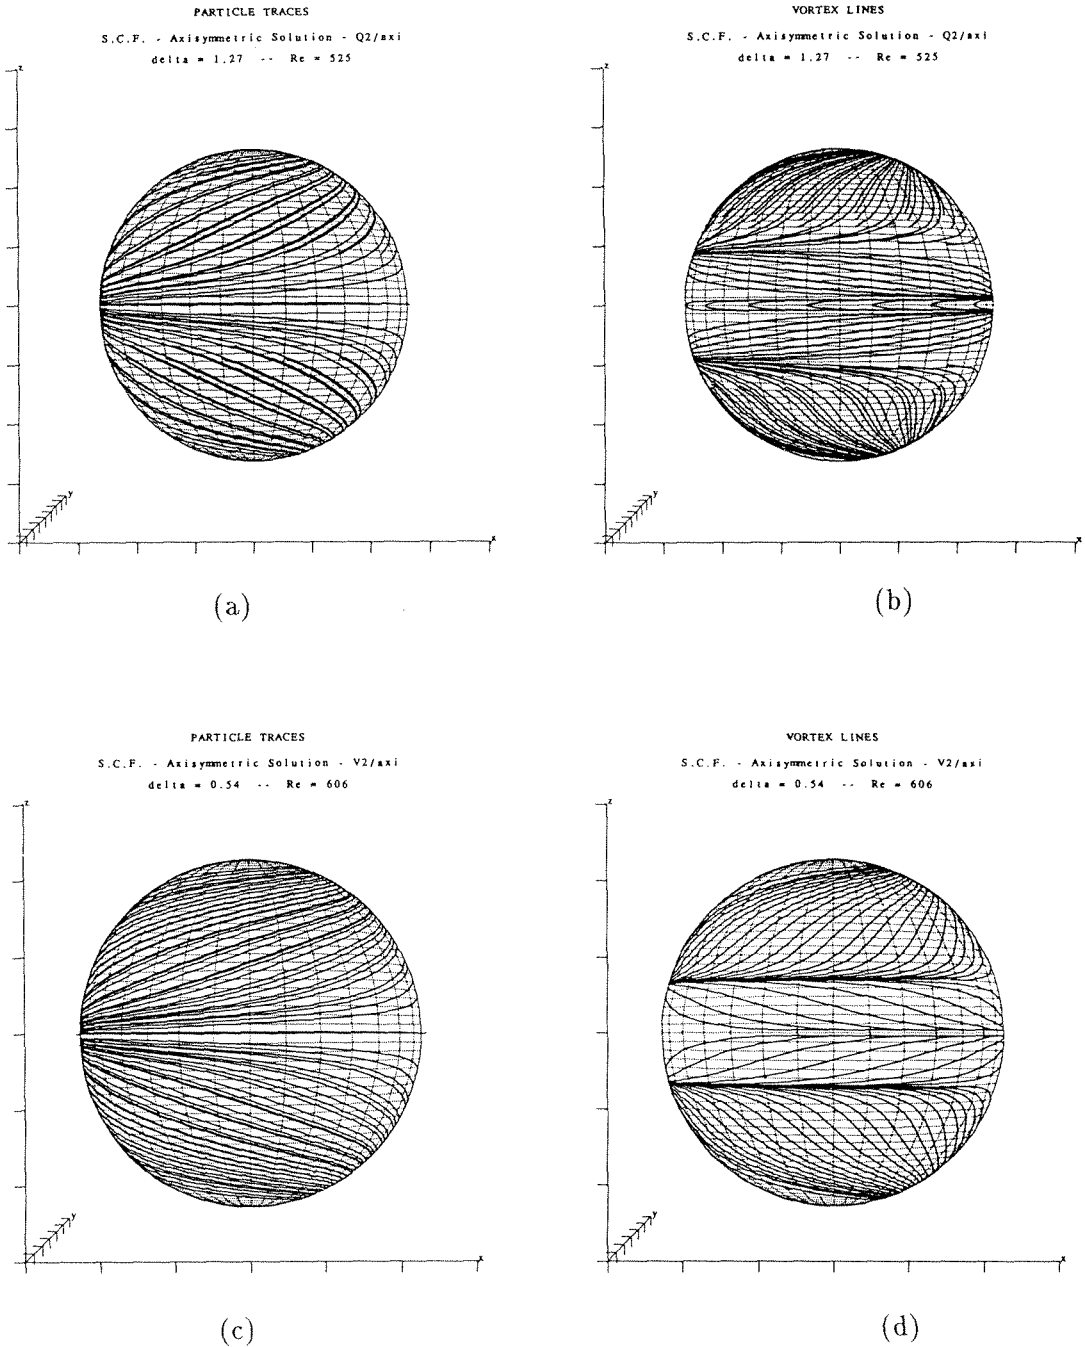 PARTICLE TRACES
S.C.F. - Axisymmetric Solution - Q2/axi
delta = 1.27 -- Re = 525
z
y
x
(a)
VORTEX LINES
S.C.F. - Axisymmetric Solution - Q2/axi
delta = 1.27 -- Re = 525
z
y
x
(b)
PARTICLE TRACES
S.C.F. - Axisymmetric Solution - V2/axi
delta = 0.54 -- Re = 606
z
y
x
(c)
VORTEX LINES
S.C.F. - Axisymmetric Solution - V2/axi
delta = 0.54 -- Re = 606
z
y
x
(d)